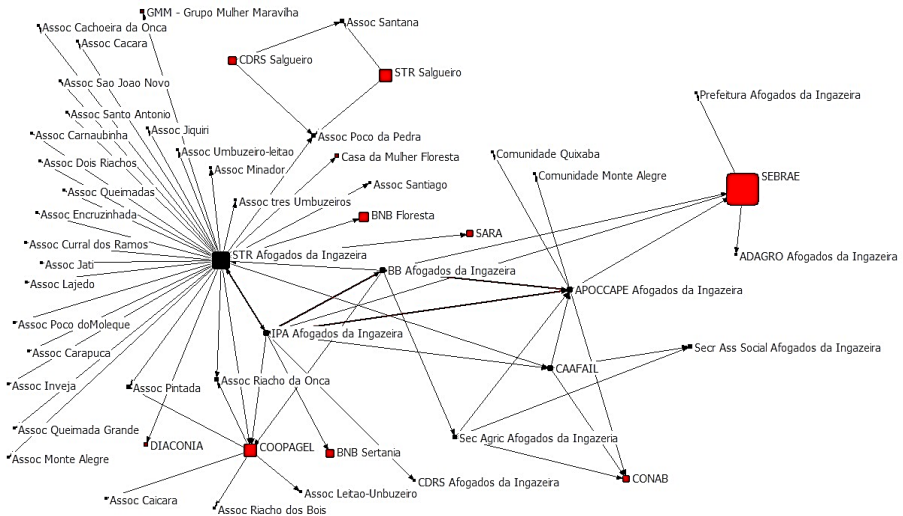 GMM - Grupo Mulher Maravilha
Assoc Santana
Assoc Cachoeira da Onca
Assoc Cacara
CDRS Salgueiro
STR Salgueiro
Assoc Sao Joao Novo
Prefeitura Afogados da Ingazeira
Assoc Santo Antonio
Assoc Jiquiri
Assoc Carnaubinha
Assoc Poco da Pedra
Assoc Umbuzeiro-leitao
Casa da Mulher Floresta
Comunidade Quixaba
Assoc Dois Riachos
Assoc Minador
Comunidade Monte Alegre
SEBRAE
Assoc Santiago
Assoc Queimadas
Assoc tres Umbuzeiros
Assoc Encruzinhada
BNB Floresta
SARA
Assoc Curral dos Ramos
STR Afogados da Ingazeira
ADAGRO Afogados da Ingazeira
Assoc Jati
BB Afogados da Ingazeira
Assoc Lajedo
APOCCAPE Afogados da Ingazeira
Assoc Poco doMoleque
IPA Afogados da Ingazeira
Secr Ass Social Afogados da Ingazeira
Assoc Carapuca
CAAFAIL
Assoc Riacho da Onca
Assoc Inveja
Assoc Pintada
Assoc Queimada Grande
Sec Agric Afogados da Ingazeria
DIACONIA
COOPAGEL
BNB Sertania
Assoc Monte Alegre
CONAB
CDRS Afogados da Ingazeira
Assoc Leitao-Unbuzeiro
Assoc Caicara
Assoc Riacho dos Bois